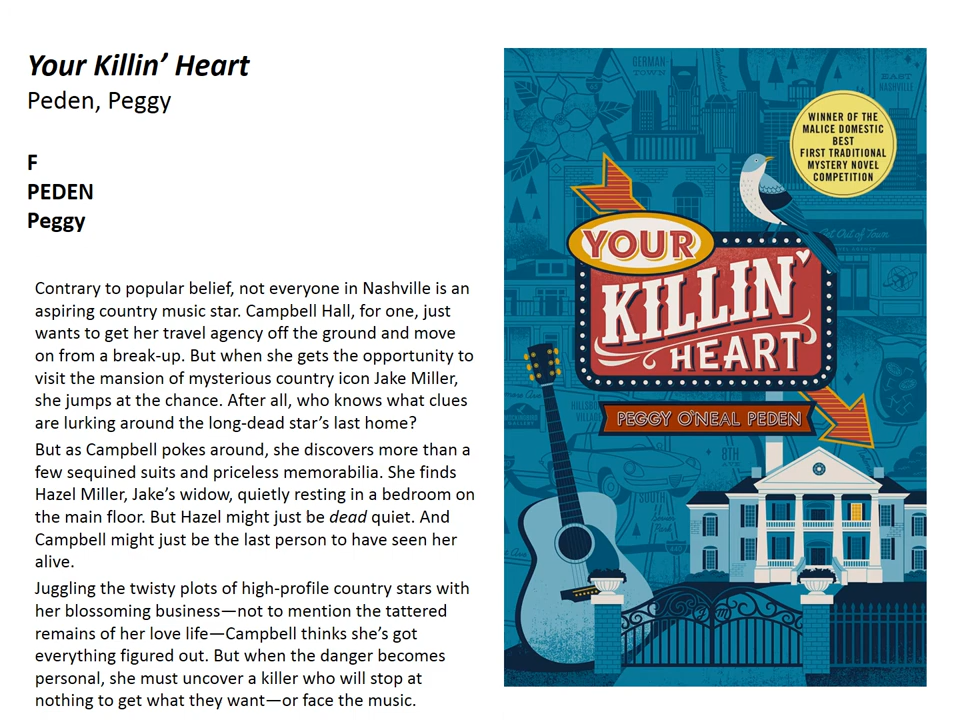 Your Killin’ Heart
Peden, Peggy
F
PEDEN
Peggy
Contrary to popular belief, not everyone in Nashville is an
aspiring country music star. Campbell Hall, for one, just
wants to get her travel agency off the ground and move
on from a break-up. But when she gets the opportunity to
visit the mansion of mysterious country icon Jake Miller,
she jumps at the chance. After all, who knows what clues
are lurking around the long-dead star’s last home?
But as Campbell pokes around, she discovers more than a
few sequined suits and priceless memorabilia. She finds
Hazel Miller, Jake’s widow, quietly resting in a bedroom on
the main floor. But Hazel might just be dead quiet. And
Campbell might just be the last person to have seen her
alive.
Juggling the twisty plots of high-profile country stars with
her blossoming business—not to mention the tattered
remains of her love life—Campbell thinks she’s got
everything figured out. But when the danger becomes
personal, she must uncover a killer who will stop at
nothing to get what they want—or face the music.
GERMAN-
TOWN
EAST
NASHVILLE
WINNER OF THE
MALICE DOMESTIC
BEST
FIRST TRADITIONAL
MYSTERY NOVEL
COMPETITION
Out of Town
YOUR
KILLIN’
HEART
HILLSBORO
VILLAGE
PEGGY O’NEAL PEDEN
8TH
AVE
SOUTH